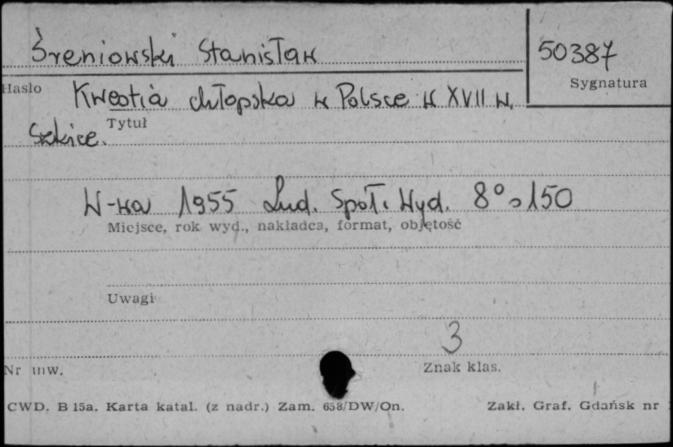 Śreniowski Stanisław
50387
Hasło
Sygnatura
Kwestia chłopska w Polsce w XVII w.
Tytuł
Szkice.
W-wa 1955 Lud. Społ. Wyd. 8° s 150
Miejsce, rok wyd., nakładca, format, objętość
Uwagi
3
Nr inw.
Znak klas.
CWD. B 15a. Karta katal. (z nadr.) Zam. 658/DW/On.
Zakł. Graf. Gdańsk nr